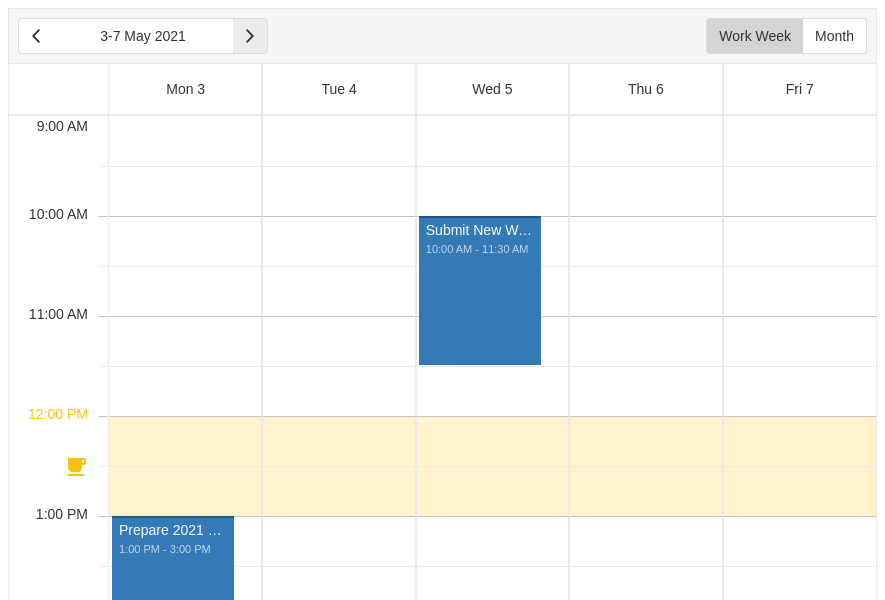 3-7 May 2021
Work Week
Month
Mon 3
Tue 4
Wed 5
Thu 6
Fri 7
9:00 AM
10:00 AM
Submit New W…
10:00 AM - 11:30 AM
11:00 AM
12:00 PM
1:00 PM
Prepare 2021 …
1:00 PM - 3:00 PM